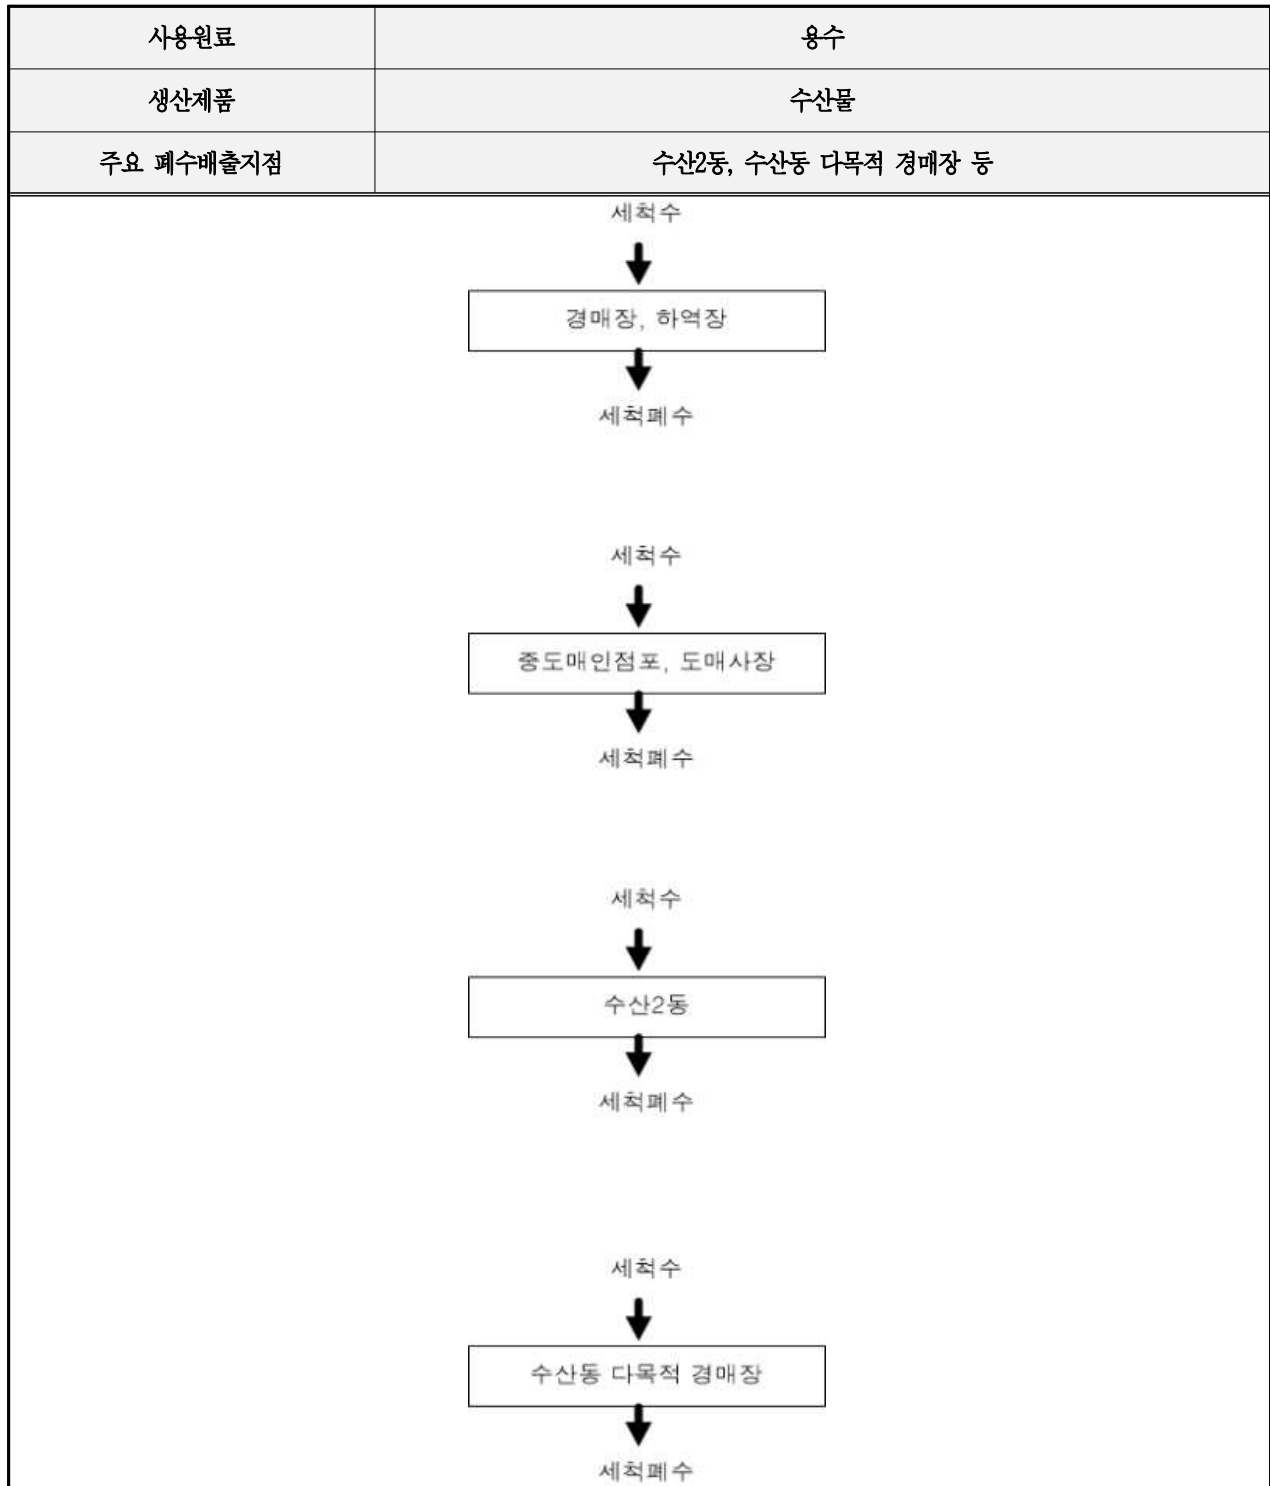 사용원료 용수
생산제품 수산물
주요 폐수배출지점 수산2동, 수산동 다목적 경매장 등
세척수
경매장, 하역장
세척폐수
세척수
중도매인점포, 도매사장
세척폐수
세척수
수산2동
세척폐수
세척수
수산동 다목적 경매장
세척폐수